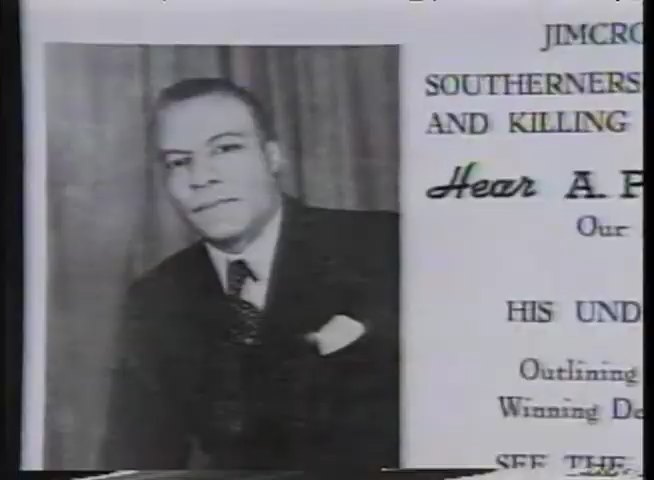 JIMCRO
SOUTHERNERS
AND KILLING
Hear A. P
Our
HIS UND
Outlining
Winning De
SEE THE